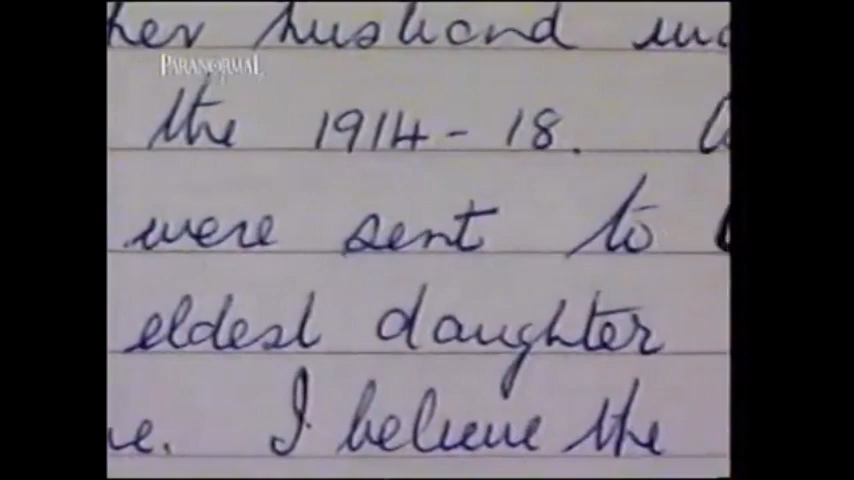 her husband
PARANORMAL
the 1914-18.
were sent to
eldest daughter
e. I believe the